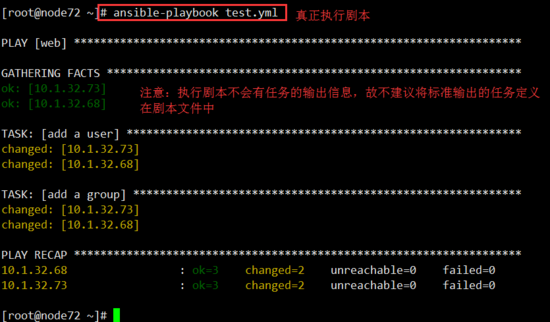 [root@node72 ~]# ansible-playbook test.yml 真正执行剧本
PLAY [web] ********************************************************************
GATHERING FACTS ***************************************************************
ok: [10.1.32.73]
ok: [10.1.32.68]
注意：执行剧本不会有任务的输出信息，故不建议将标准输出的任务定义
在剧本文件中
TASK: [add a user] ************************************************************
changed: [10.1.32.73]
changed: [10.1.32.68]
TASK: [add a group] ***********************************************************
changed: [10.1.32.73]
changed: [10.1.32.68]
PLAY RECAP ********************************************************************
10.1.32.68 : ok=3 changed=2 unreachable=0 failed=0
10.1.32.73 : ok=3 changed=2 unreachable=0 failed=0
[root@node72 ~]#